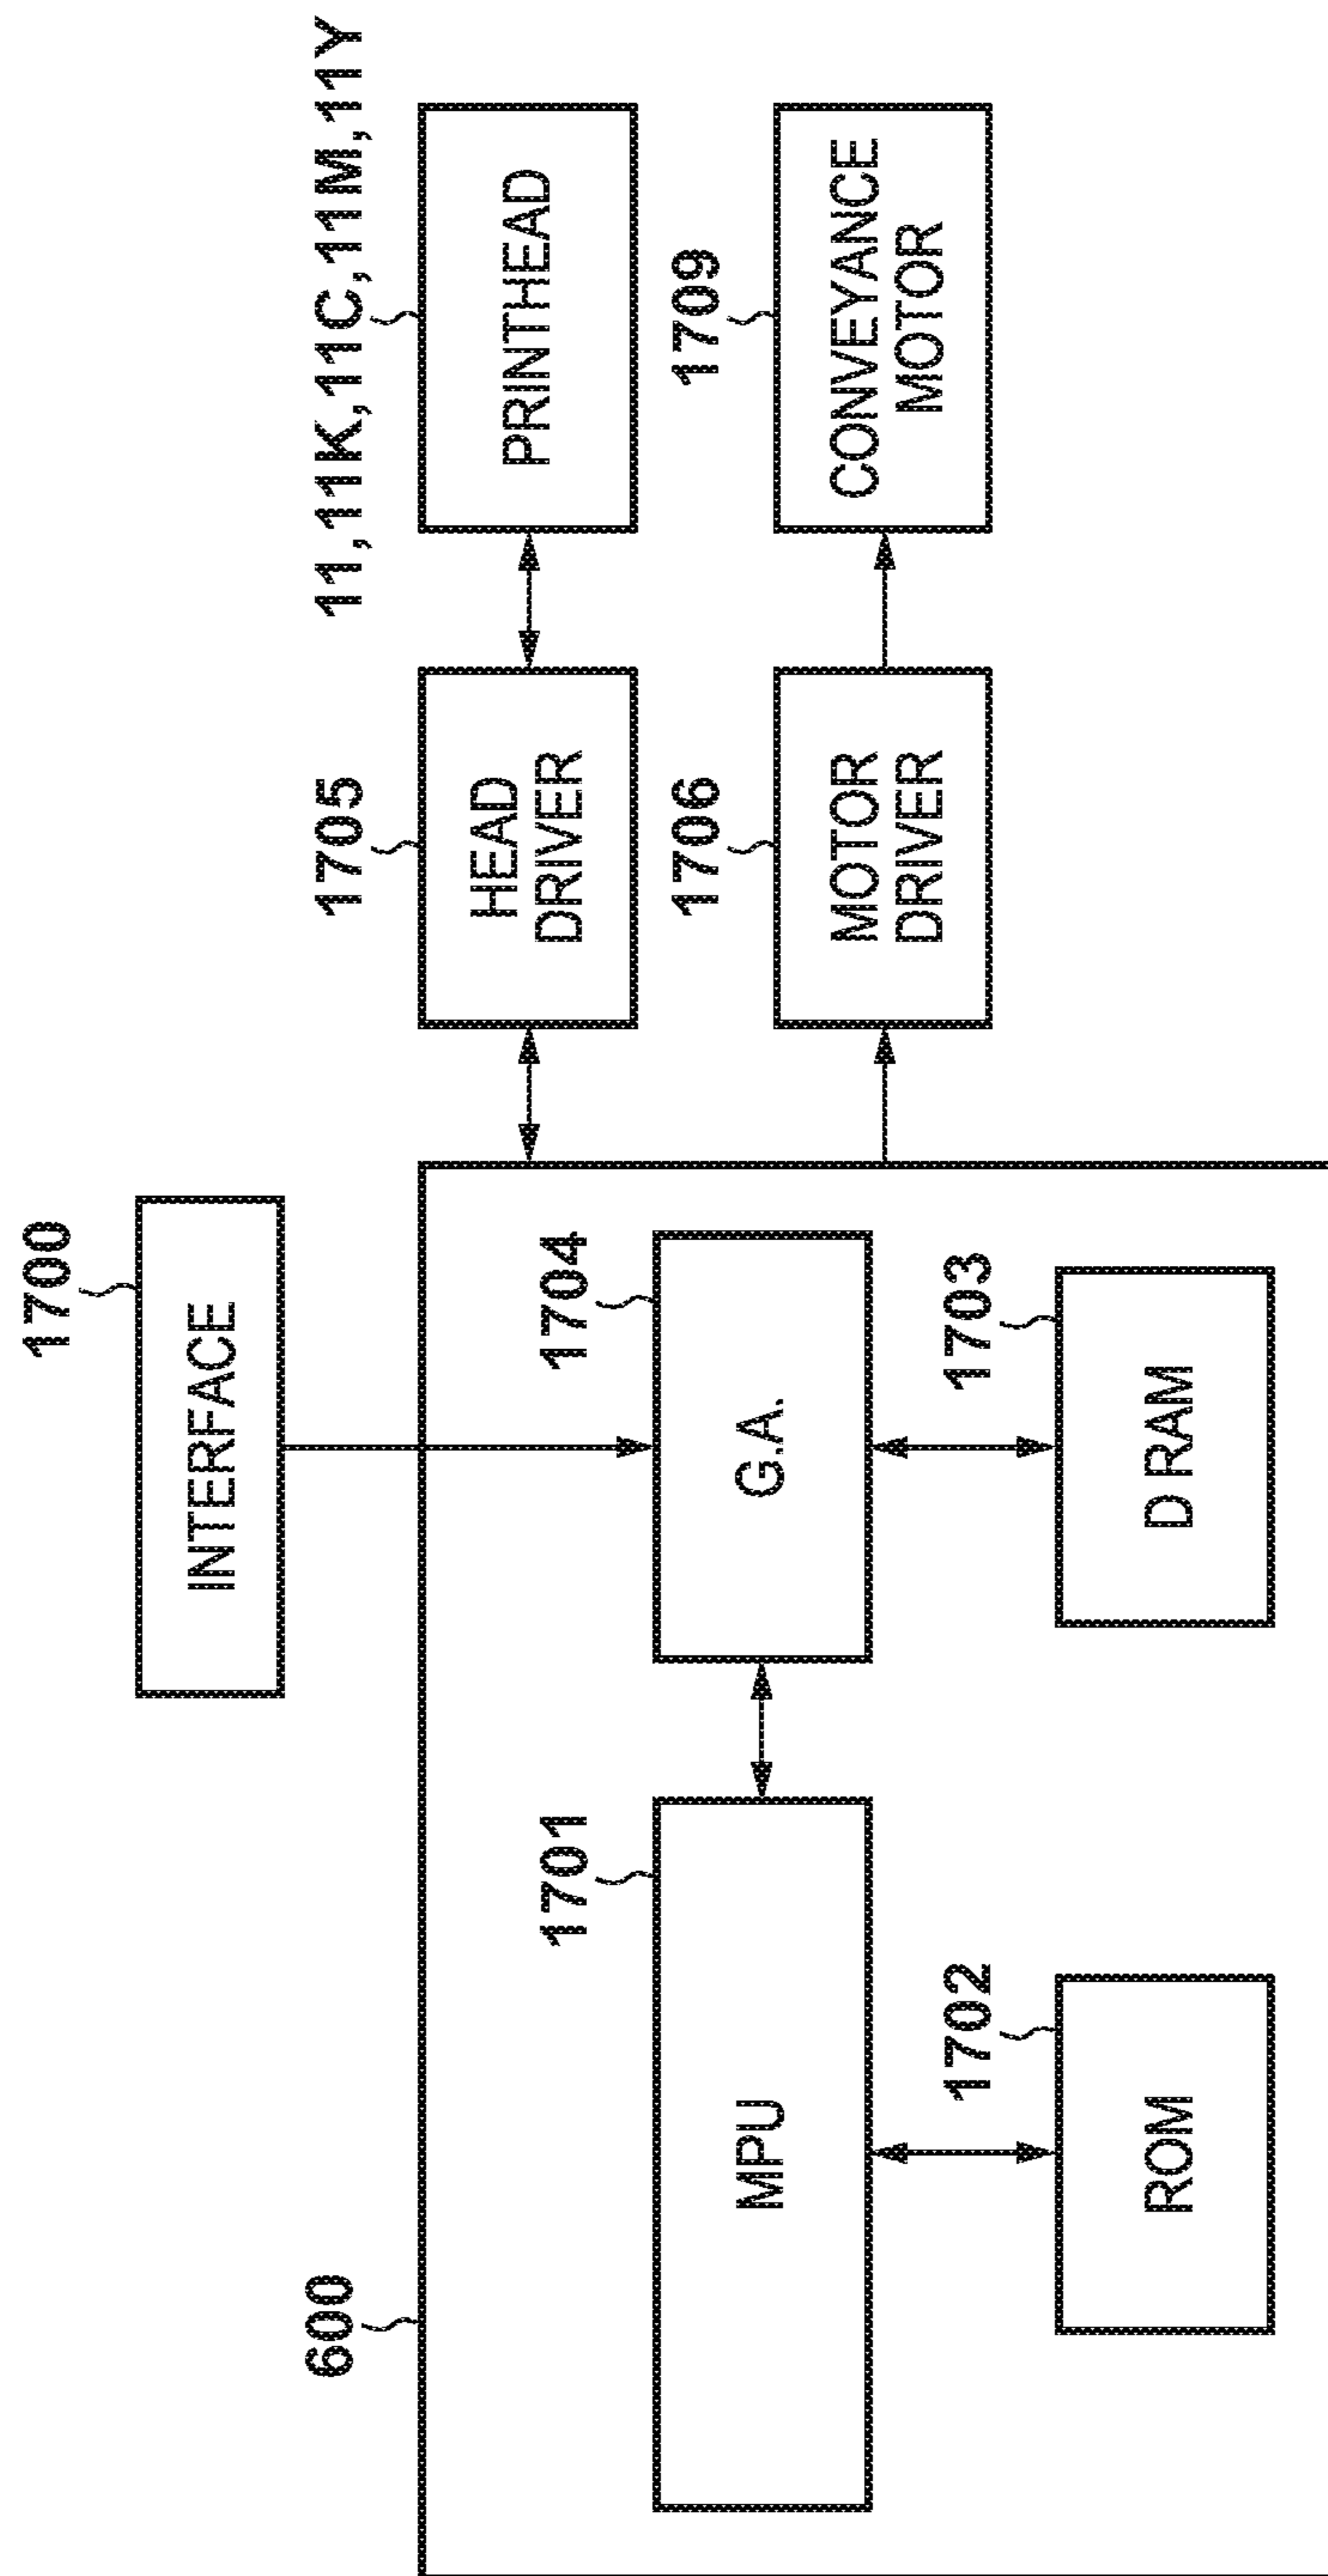 1700
INTERFACE
600
1701
MPU
1704
G.A.
1702
ROM
1703
D RAM
1705
HEAD
DRIVER
11,11K,11C,11M,11Y
PRINTHEAD
1706
MOTOR
DRIVER
1709
CONVEYANCE
MOTOR